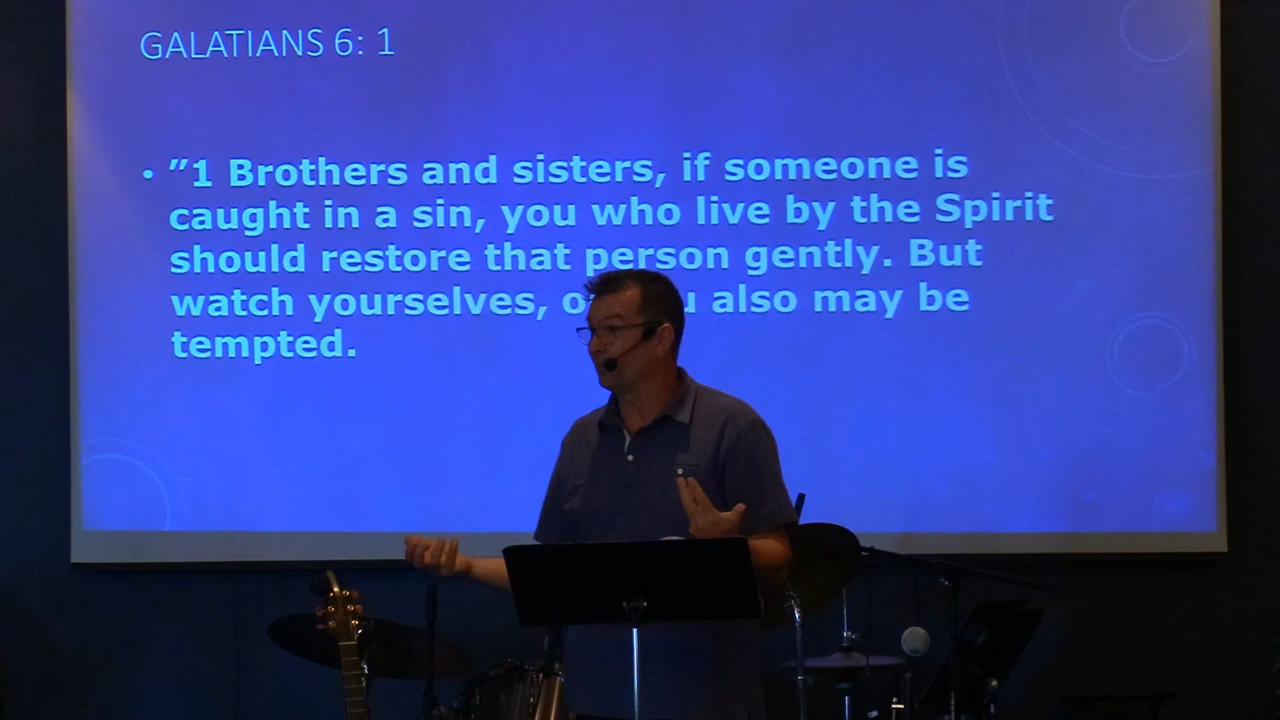 GALATIANS 6: 1
• ”1 Brothers and sisters, if someone is
caught in a sin, you who live by the Spirit
should restore that person gently. But
watch yourselves, also may be
tempted.